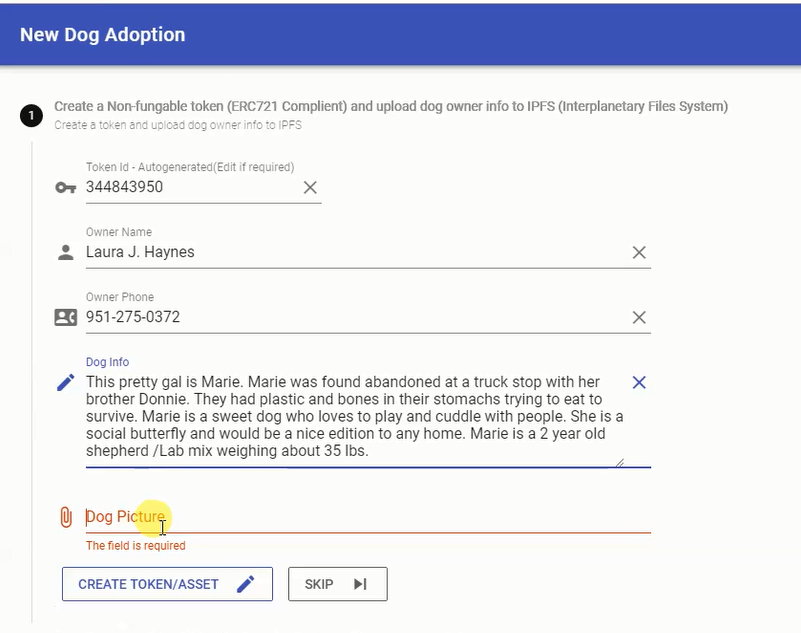 New Dog Adoption
1
Create a Non-fungable token (ERC721 Complient) and upload dog owner info to IPFS (Interplanetary Files System)
Create a token and upload dog owner info to IPFS
Token Id - Autogenerated(Edit if required)
344843950
Owner Name
Laura J. Haynes
Owner Phone
951-275-0372
Dog Info
This pretty gal is Marie. Marie was found abandoned at a truck stop with her
brother Donnie. They had plastic and bones in their stomachs trying to eat to
survive. Marie is a sweet dog who loves to play and cuddle with people. She is a
social butterfly and would be a nice edition to any home. Marie is a 2 year old
shepherd /Lab mix weighing about 35 lbs.
Dog Picture
The field is required
CREATE TOKEN/ASSET
SKIP